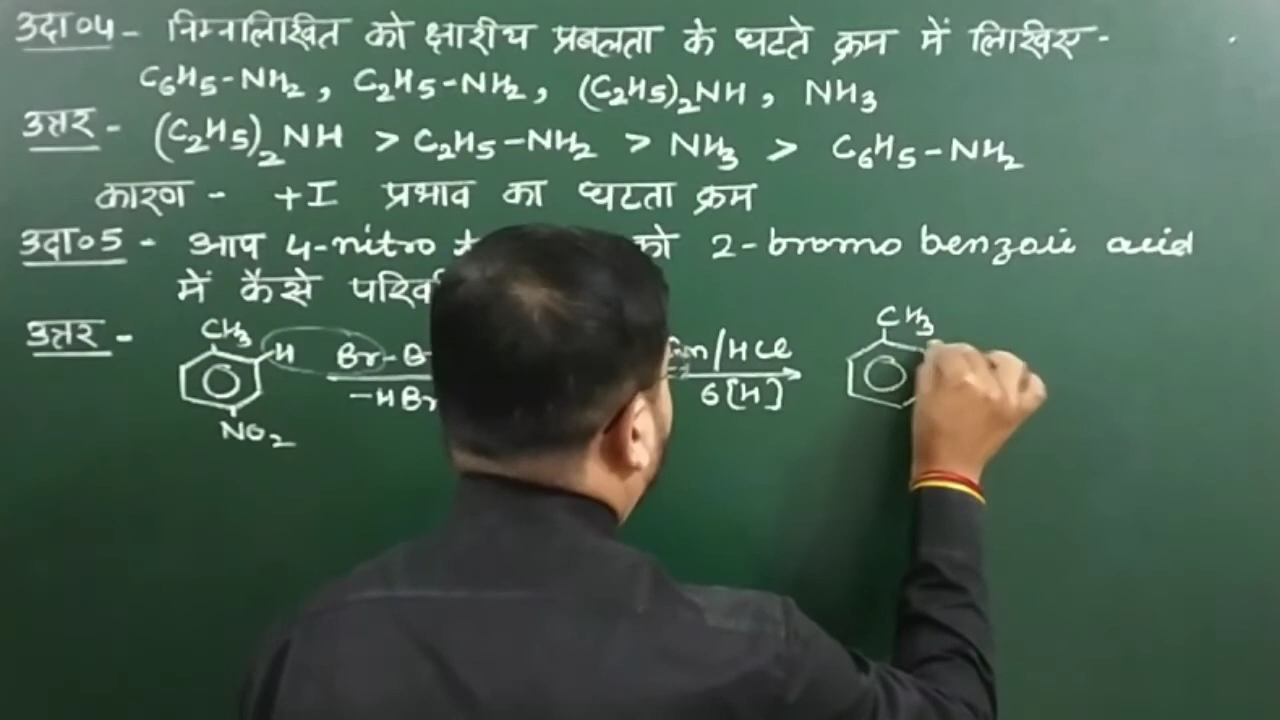 उदा०4- निम्नलिखित को क्षारीय प्रबलता के घटते क्रम में लिखिए-
C6H5-NH2, C2H5-NH2, (C2H5)2NH, NH3
उत्तर- (C2H5)2NH > C2H5-NH2 > NH3 > C6H5-NH2
कारण- +I प्रभाव का घटता क्रम
उदा०5- आप 4-nitro को 2-bromo benzoic acid
में कैसे
उत्तर-
CH3 H
NO2
Br-B
-HBr
/HCl
6[H]
CH3